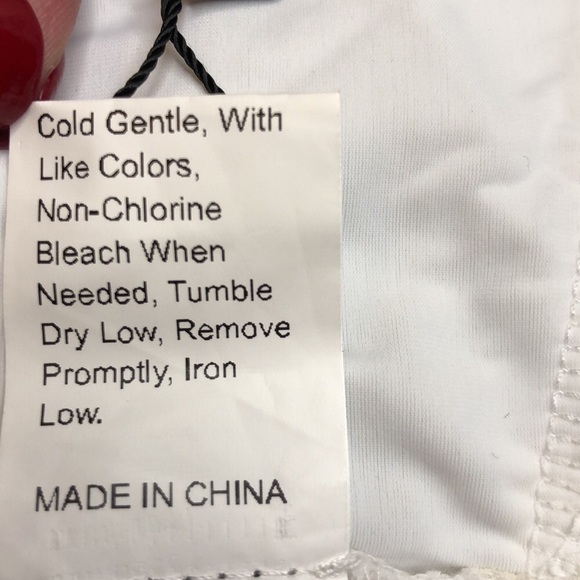 Cold Gentle, With
Like Colors,
Non-Chlorine
Bleach When
Needed, Tumble
Dry Low, Remove
Promptly, Iron
Low.
MADE IN CHINA